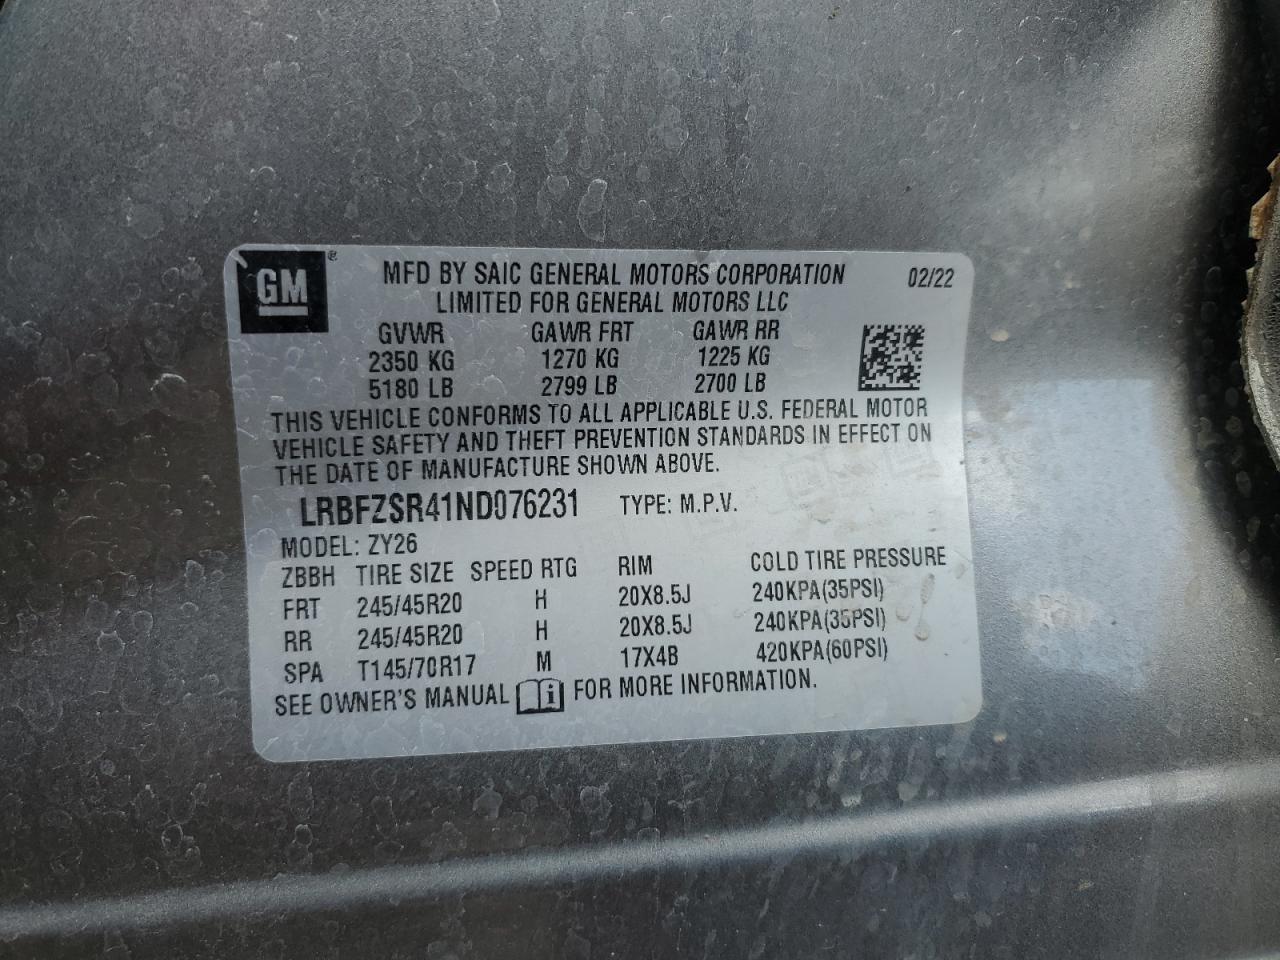 GM ® MFD BY SAIC GENERAL MOTORS CORPORATION 02/22
LIMITED FOR GENERAL MOTORS LLC
GVWR GAWR FRT GAWR RR
2350 KG 1270 KG 1225 KG
5180 LB 2799 LB 2700 LB
THIS VEHICLE CONFORMS TO ALL APPLICABLE U.S. FEDERAL MOTOR
VEHICLE SAFETY AND THEFT PREVENTION STANDARDS IN EFFECT ON
THE DATE OF MANUFACTURE SHOWN ABOVE.
LRBFZSR41ND076231 TYPE: M.P.V.
MODEL: ZY26
ZBBH TIRE SIZE SPEED RTG RIM COLD TIRE PRESSURE
FRT 245/45R20 H 20X8.5J 240KPA(35PSI)
RR 245/45R20 H 20X8.5J 240KPA(35PSI)
SPA T145/70R17 M 17X4B 420KPA(60PSI)
SEE OWNER'S MANUAL i FOR MORE INFORMATION.